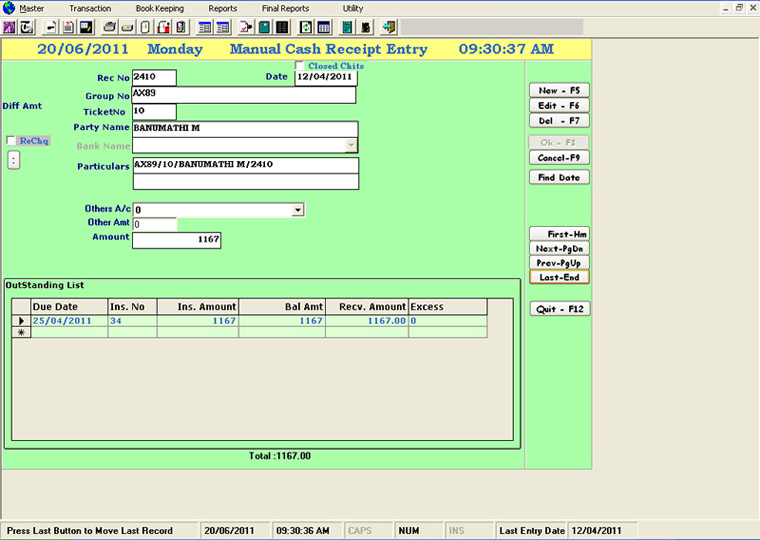 Master Transaction Book Keeping Reports Final Reports Utility
20/06/2011 Monday Manual Cash Receipt Entry 09:30:37 AM
Closed Chits
Rec No 2410 Date 12/04/2011
Group No AX89
Diff Amt
TicketNo 10
Party Name BANUMATHI M
ReChq
Bank Name
:
Particulars AX89/10/BANUMATHI M/2410
Others A/c 0
Other Amt 0
Amount 1167
New - F5
Edit - F6
Del - F7
Ok - F8
Cancel-F9
Find Date
First-Hm
Next-PgDn
Prev-PgUp
Last-End
Quit - F12
OutStanding List
Due Date Ins. No Ins. Amount Bal Amt Recv. Amount Excess
25/04/2011 34 1167 1167 1167.00 0
Total :1167.00
Press Last Button to Move Last Record 20/06/2011 09:30:36 AM CAPS NUM INS Last Entry Date 12/04/2011